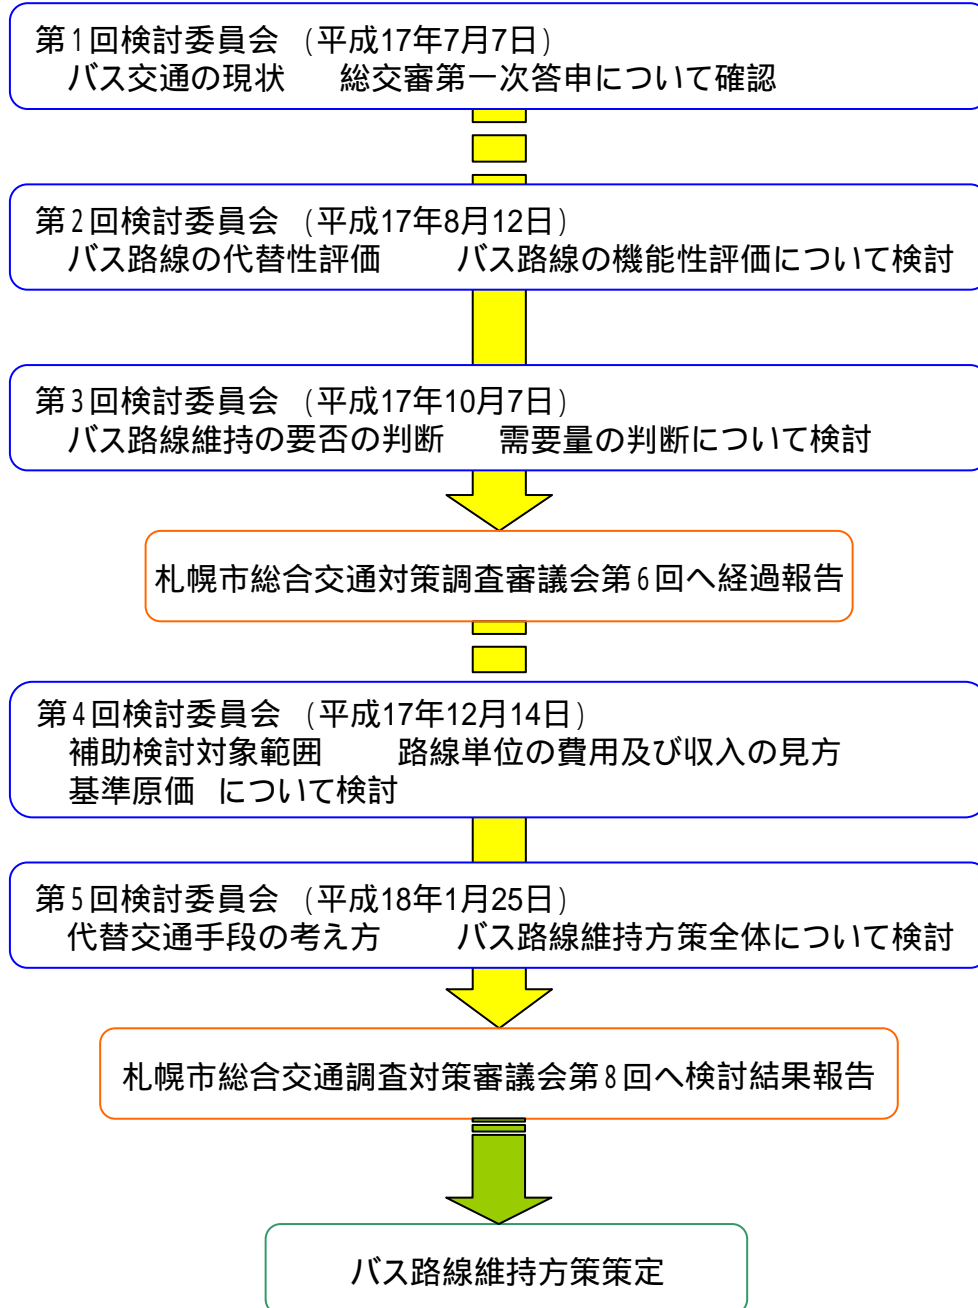 第1回検討委員会 (平成17年7月7日)
バス交通の現状 総交審第一次答申について確認
第2回検討委員会 (平成17年8月12日)
バス路線の代替性評価 バス路線の機能性評価について検討
第3回検討委員会 (平成17年10月7日)
バス路線維持の要否の判断 需要量の判断について検討
札幌市総合交通対策調査審議会第6回へ経過報告
第4回検討委員会 (平成17年12月14日)
補助検討対象範囲 路線単位の費用及び収入の見方
基準原価 について検討
第5回検討委員会 (平成18年1月25日)
代替交通手段の考え方 バス路線維持方策全体について検討
札幌市総合交通調査対策審議会第8回へ検討結果報告
バス路線維持方策策定